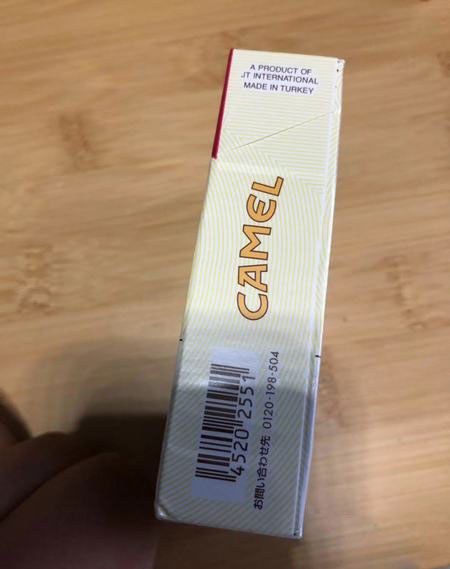 A PRODUCT OF
JT INTERNATIONAL
MADE IN TURKEY
CAMEL
4520 2551
お問い合わせ先 0120-198-504